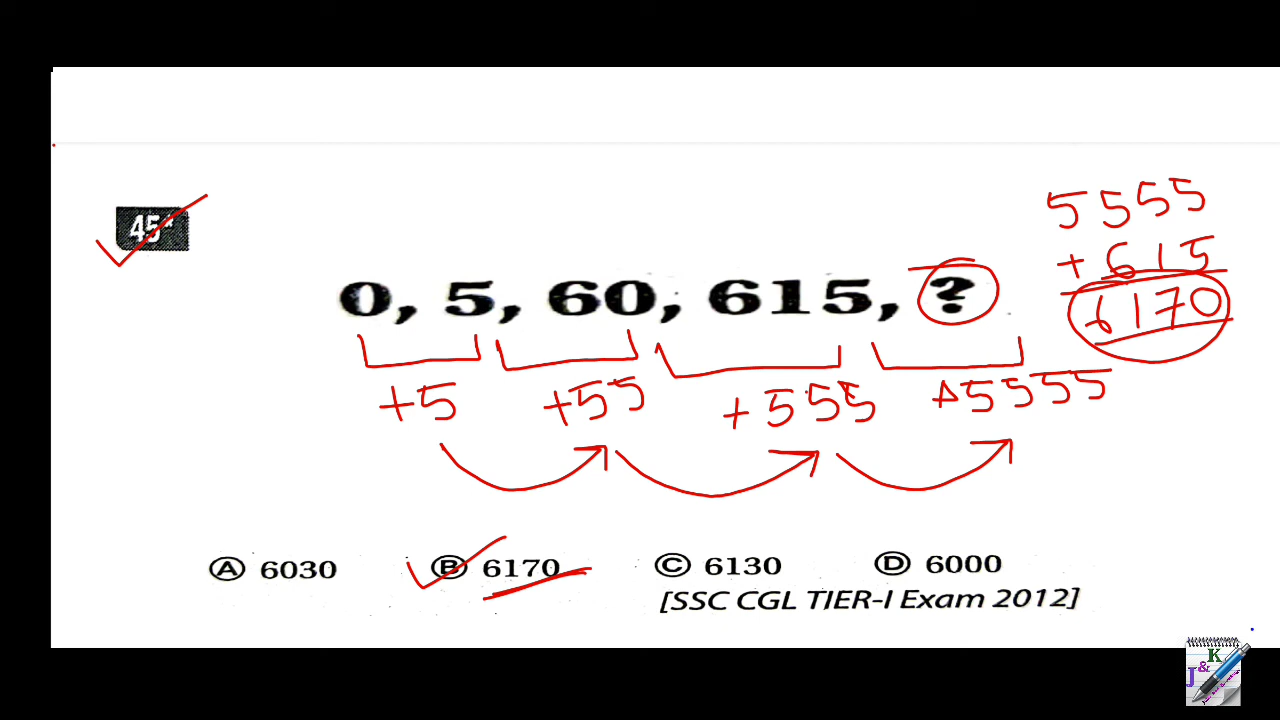 45*
5555
+ 615
6170
0, 5, 60, 615, ?
+5 +55 +555 +5555
Ⓐ 6030 Ⓑ 6170 Ⓒ 6130 Ⓓ 6000
[SSC CGL TIER-I Exam 2012]
J & K